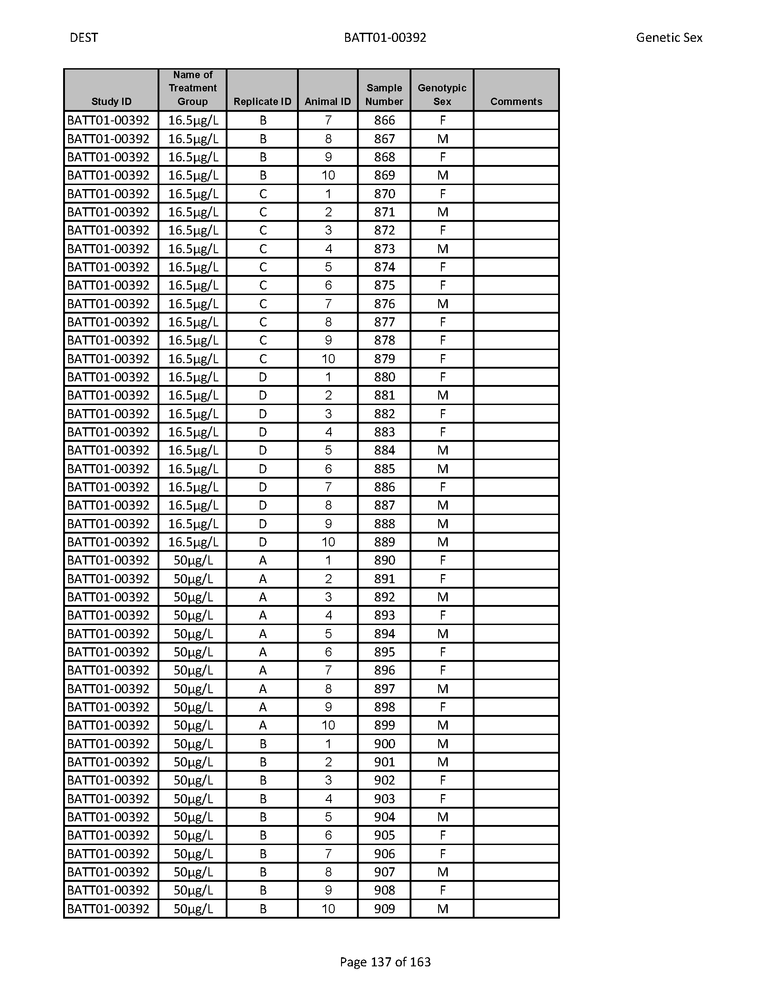 DEST BATT01-00392 Genetic Sex
Study ID Name of Treatment Group Replicate ID Animal ID Sample Number Genotypic Sex Comments
BATT01-00392 16.5µg/L B 7 866 F
BATT01-00392 16.5µg/L B 8 867 M
BATT01-00392 16.5µg/L B 9 868 F
BATT01-00392 16.5µg/L B 10 869 M
BATT01-00392 16.5µg/L C 1 870 F
BATT01-00392 16.5µg/L C 2 871 M
BATT01-00392 16.5µg/L C 3 872 F
BATT01-00392 16.5µg/L C 4 873 M
BATT01-00392 16.5µg/L C 5 874 F
BATT01-00392 16.5µg/L C 6 875 F
BATT01-00392 16.5µg/L C 7 876 M
BATT01-00392 16.5µg/L C 8 877 F
BATT01-00392 16.5µg/L C 9 878 F
BATT01-00392 16.5µg/L C 10 879 F
BATT01-00392 16.5µg/L D 1 880 F
BATT01-00392 16.5µg/L D 2 881 M
BATT01-00392 16.5µg/L D 3 882 F
BATT01-00392 16.5µg/L D 4 883 F
BATT01-00392 16.5µg/L D 5 884 M
BATT01-00392 16.5µg/L D 6 885 M
BATT01-00392 16.5µg/L D 7 886 F
BATT01-00392 16.5µg/L D 8 887 M
BATT01-00392 16.5µg/L D 9 888 M
BATT01-00392 16.5µg/L D 10 889 M
BATT01-00392 50µg/L A 1 890 F
BATT01-00392 50µg/L A 2 891 F
BATT01-00392 50µg/L A 3 892 M
BATT01-00392 50µg/L A 4 893 F
BATT01-00392 50µg/L A 5 894 M
BATT01-00392 50µg/L A 6 895 F
BATT01-00392 50µg/L A 7 896 F
BATT01-00392 50µg/L A 8 897 M
BATT01-00392 50µg/L A 9 898 F
BATT01-00392 50µg/L A 10 899 M
BATT01-00392 50µg/L B 1 900 M
BATT01-00392 50µg/L B 2 901 M
BATT01-00392 50µg/L B 3 902 F
BATT01-00392 50µg/L B 4 903 F
BATT01-00392 50µg/L B 5 904 M
BATT01-00392 50µg/L B 6 905 F
BATT01-00392 50µg/L B 7 906 F
BATT01-00392 50µg/L B 8 907 M
BATT01-00392 50µg/L B 9 908 F
BATT01-00392 50µg/L B 10 909 M
Page 137 of 163